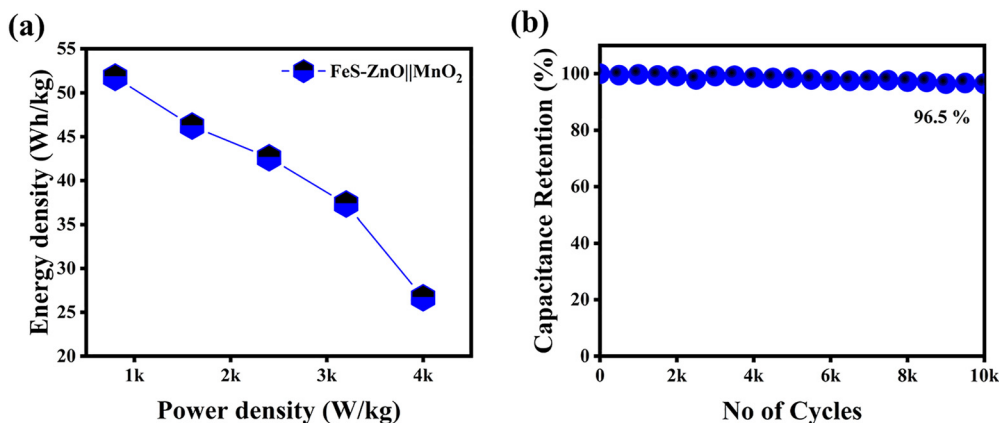 (a)
55
50
45
40
35
30
25
20
Energy density (Wh/kg)
FeS-ZnO||MnO₂
1k 2k 3k 4k
Power density (W/kg)
(b)
100
80
60
40
20
0
Capacitance Retention (%)
96.5 %
0 2k 4k 6k 8k 10k
No of Cycles